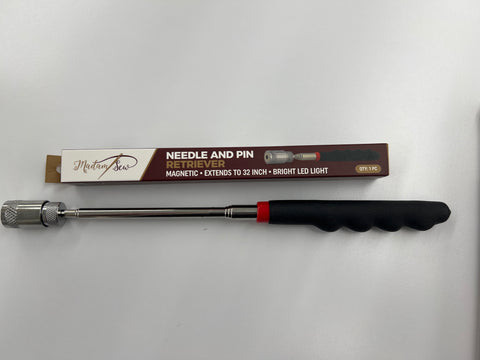 Madam Sew
NEEDLE AND PIN
RETRIEVER
MAGNETIC • EXTENDS TO 32 INCH • BRIGHT LED LIGHT
QTY: 1 PC